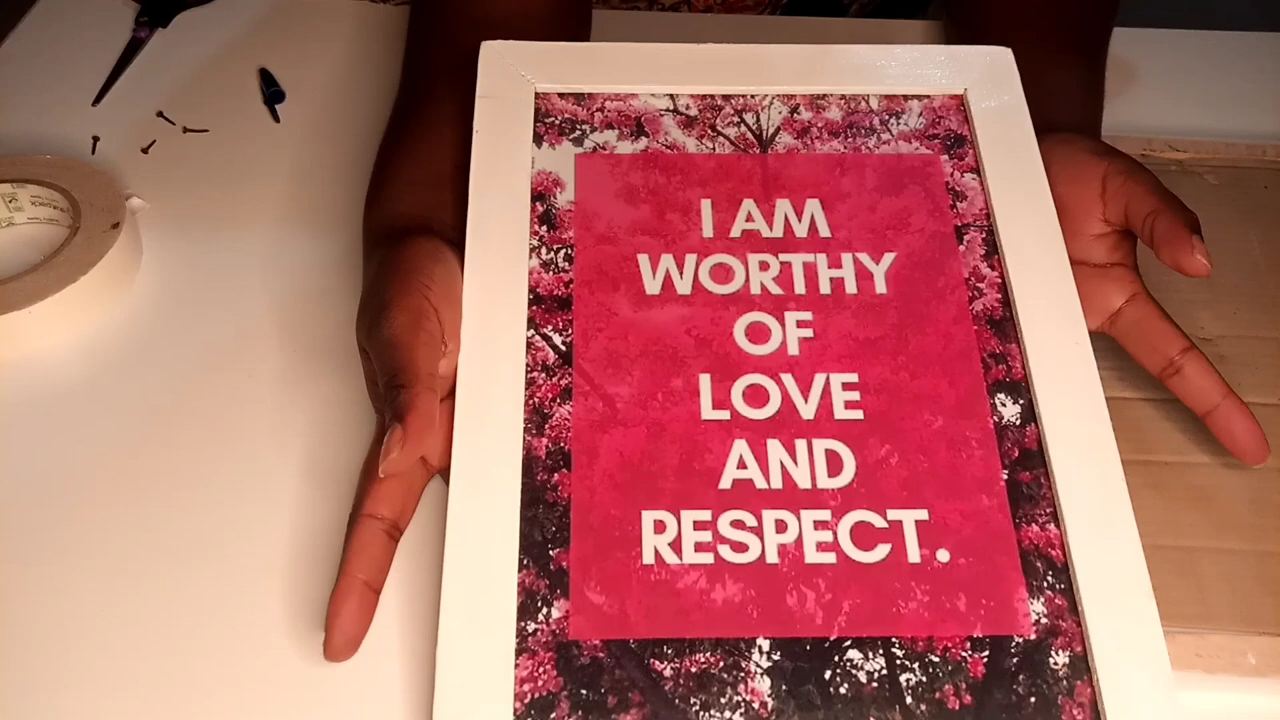 I AM
WORTHY
OF
LOVE
AND
RESPECT.